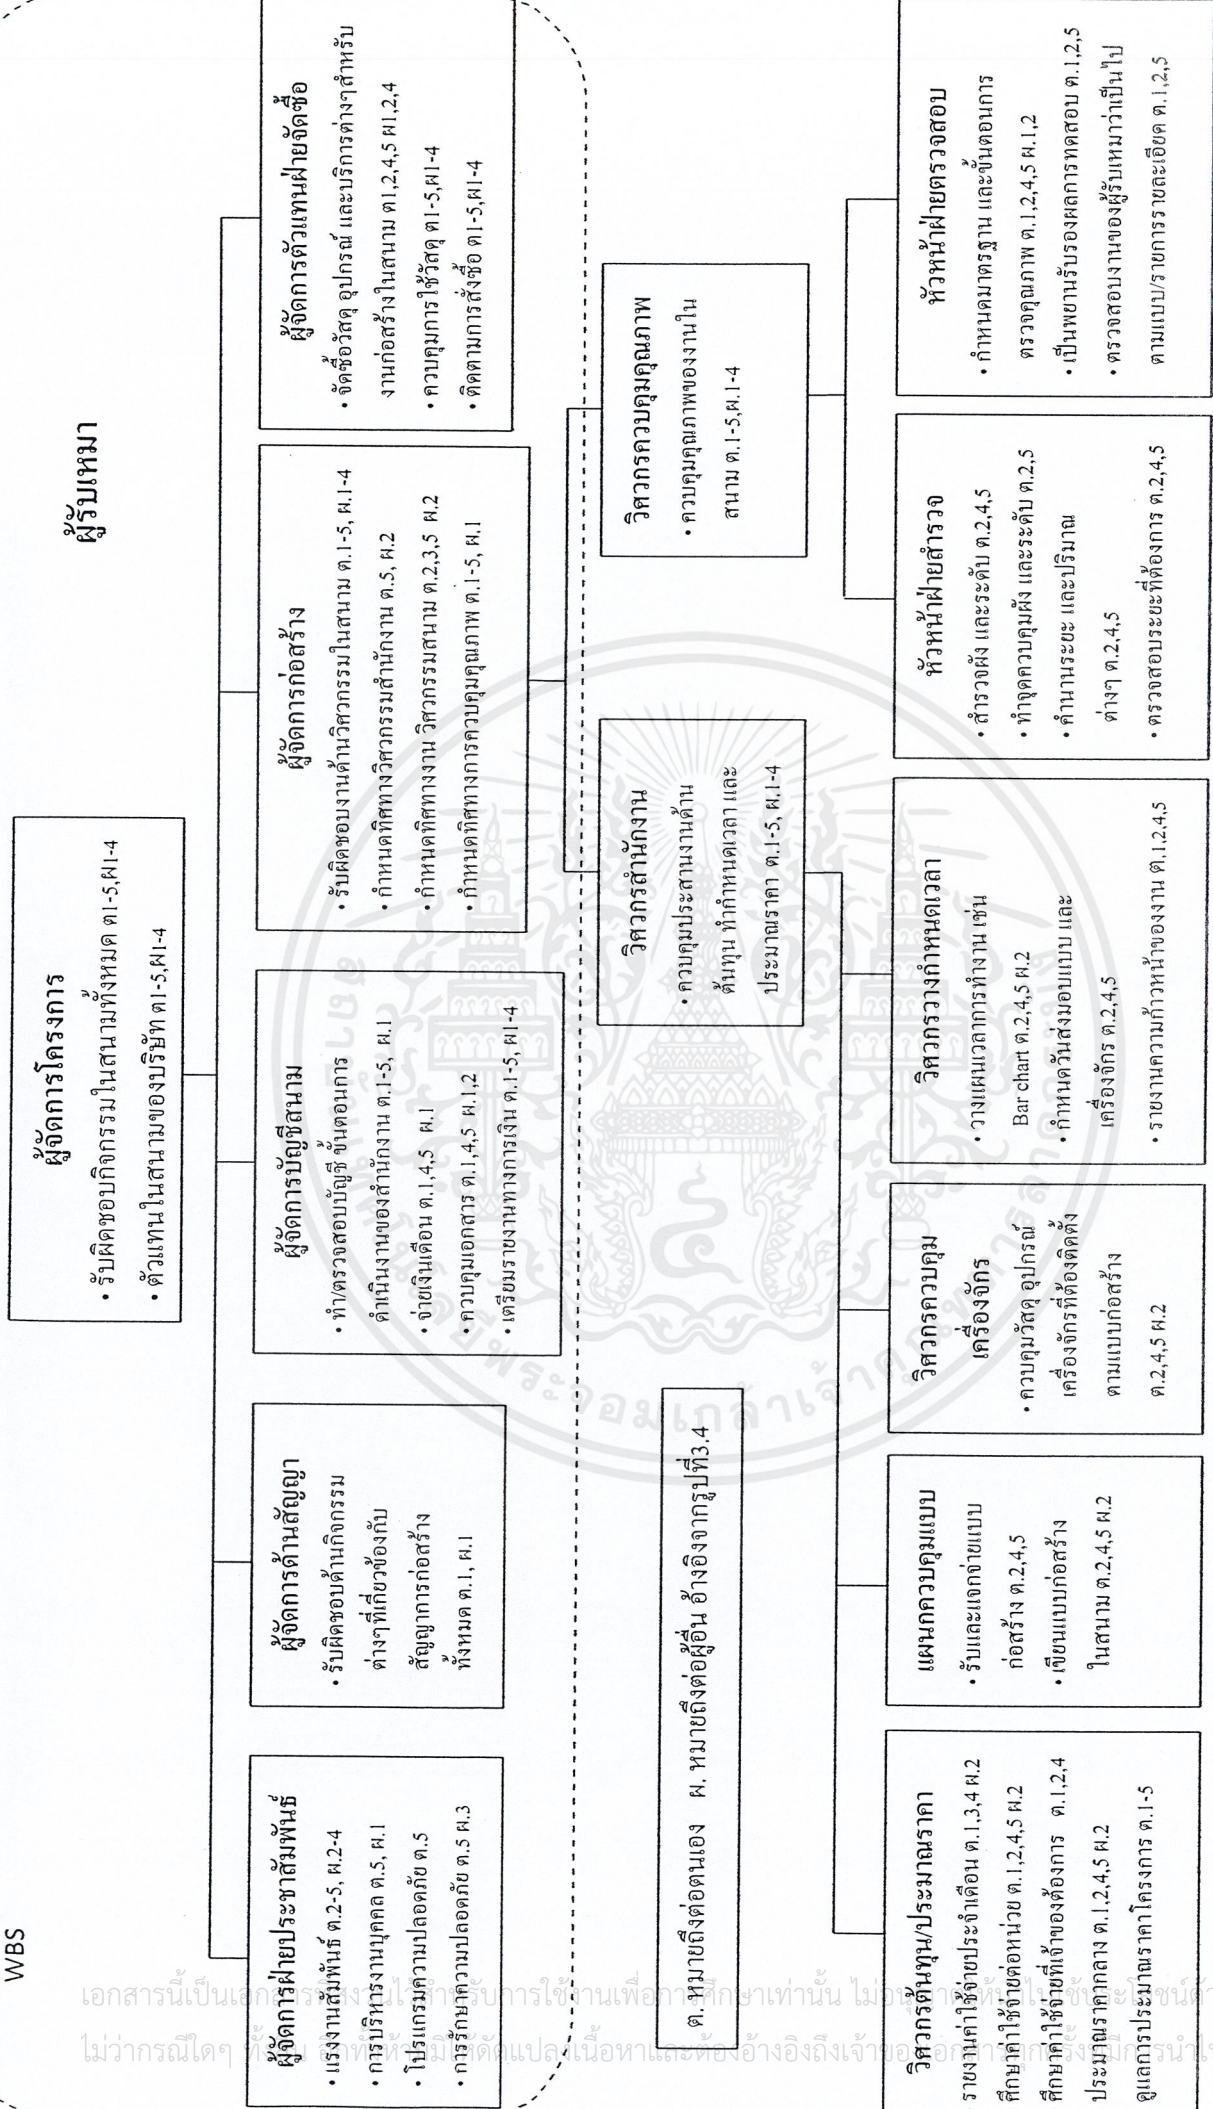 WBS
ผู้รับเหมา
ผู้จัดการโครงการ
• รับผิดชอบกิจกรรมในสนามทั้งหมด ต1-5,ผ1-4
• ตัวแทนในสนามของบริษัท ต1-5,ผ1-4
ผู้จัดการฝ่ายประชาสัมพันธ์
• แรงงานสัมพันธ์ ต.2-5, ผ.2-4
• การบริหารงานบุคคล ต.5, ผ.1
• โปรแกรมความปลอดภัย ต.5
• การรักษาความปลอดภัย ต.5 ผ.3
ผู้จัดการด้านสัญญา
• รับผิดชอบด้านกิจกรรม
ต่างๆที่เกี่ยวข้องกับ
สัญญาการก่อสร้าง
ทั้งหมด ต.1, ผ.1
ผู้จัดการบัญชีสนาม
• ทำ/ตรวจสอบบัญชี ขั้นตอนการ
ดำเนินงานของสำนักงาน ต.1-5, ผ.1
• จ่ายเงินเดือน ต.1,4,5 ผ.1
• ควบคุมเอกสาร ต.1,4,5 ผ.1,2
• เตรียมรายงานทางการเงิน ต.1-5, ผ1-4
ผู้จัดการก่อสร้าง
• รับผิดชอบงานด้านวิศวกรรมในสนาม ต.1-5, ผ.1-4
• กำหนดทิศทางวิศวกรรมสำนักงาน ต.5, ผ.2
• กำหนดทิศทางงาน วิศวกรรมสนาม ต.2,3,5 ผ.2
• กำหนดทิศทางการควบคุมคุณภาพ ต.1-5, ผ.1
ผู้จัดการตัวแทนฝ่ายจัดซื้อ
• จัดซื้อวัสดุ อุปกรณ์ และบริการต่างๆสำหรับ
งานก่อสร้างในสนาม ต1,2,4,5 ผ1,2,4
• ควบคุมการใช้วัสดุ ต1-5,ผ1-4
• ติดตามการสั่งซื้อ ต1-5,ผ1-4
ต. หมายถึงต่อตนเอง ผ. หมายถึงต่อผู้อื่น อ้างอิงจากรูปที่3.4
วิศวกรสำนักงาน
• ควบคุมประสานงานด้าน
ต้นทุน ทำกำหนดเวลา และ
ประมาณราคา ต.1-5, ผ.1-4
วิศวกรควบคุมคุณภาพ
• ควบคุมคุณภาพของงานใน
สนาม ต.1-5,ผ.1-4
วิศวกรต้นทุน/ประมาณราคา
รายงานค่าใช้จ่ายประจำเดือน ต.1,3,4 ผ.2
ศึกษาค่าใช้จ่ายต่อหน่วย ต.1,2,4,5 ผ.2
ศึกษาค่าใช้จ่ายที่เจ้าของต้องการ ต.1,2,4
ประมาณราคากลาง ต.1,2,4,5 ผ.2
ดูแลการประมาณราคาโครงการ ต.1-5
แผนกควบคุมแบบ
• รับและแจกจ่ายแบบ
ก่อสร้าง ต.2,4,5
• เขียนแบบก่อสร้าง
ในสนาม ต.2,4,5 ผ.2
วิศวกรควบคุม
เครื่องจักร
• ควบคุมวัสดุ อุปกรณ์
เครื่องจักรที่ต้องติดตั้ง
ตามแบบก่อสร้าง
ต.2,4,5 ผ.2
วิศวกรวางกำหนดเวลา
• วางแผนเวลาการทำงาน เช่น
Bar chart ต.2,4,5 ผ.2
• กำหนดวันส่งมอบแบบ และ
เครื่องจักร ต.2,4,5
• รายงานความก้าวหน้าของงาน ต.1,2,4,5
หัวหน้าฝ่ายสำรวจ
• สำรวจผัง และระดับ ต.2,4,5
• ทำจุดควบคุมผัง และระดับ ต.2,5
• คำนานระยะ และปริมาณ
ต่างๆ ต.2,4,5
• ตรวจสอบระยะที่ต้องการ ต.2,4,5
หัวหน้าฝ่ายตรวจสอบ
• กำหนดมาตรฐาน และขั้นตอนการ
ตรวจคุณภาพ ต.1,2,4,5 ผ.1,2
• เป็นพยานรับรองผลการทดสอบ ต.1,2,5
• ตรวจสอบงานของผู้รับเหมาว่าเป็นไป
ตามแบบ/รายการรายละเอียด ต.1,2,5